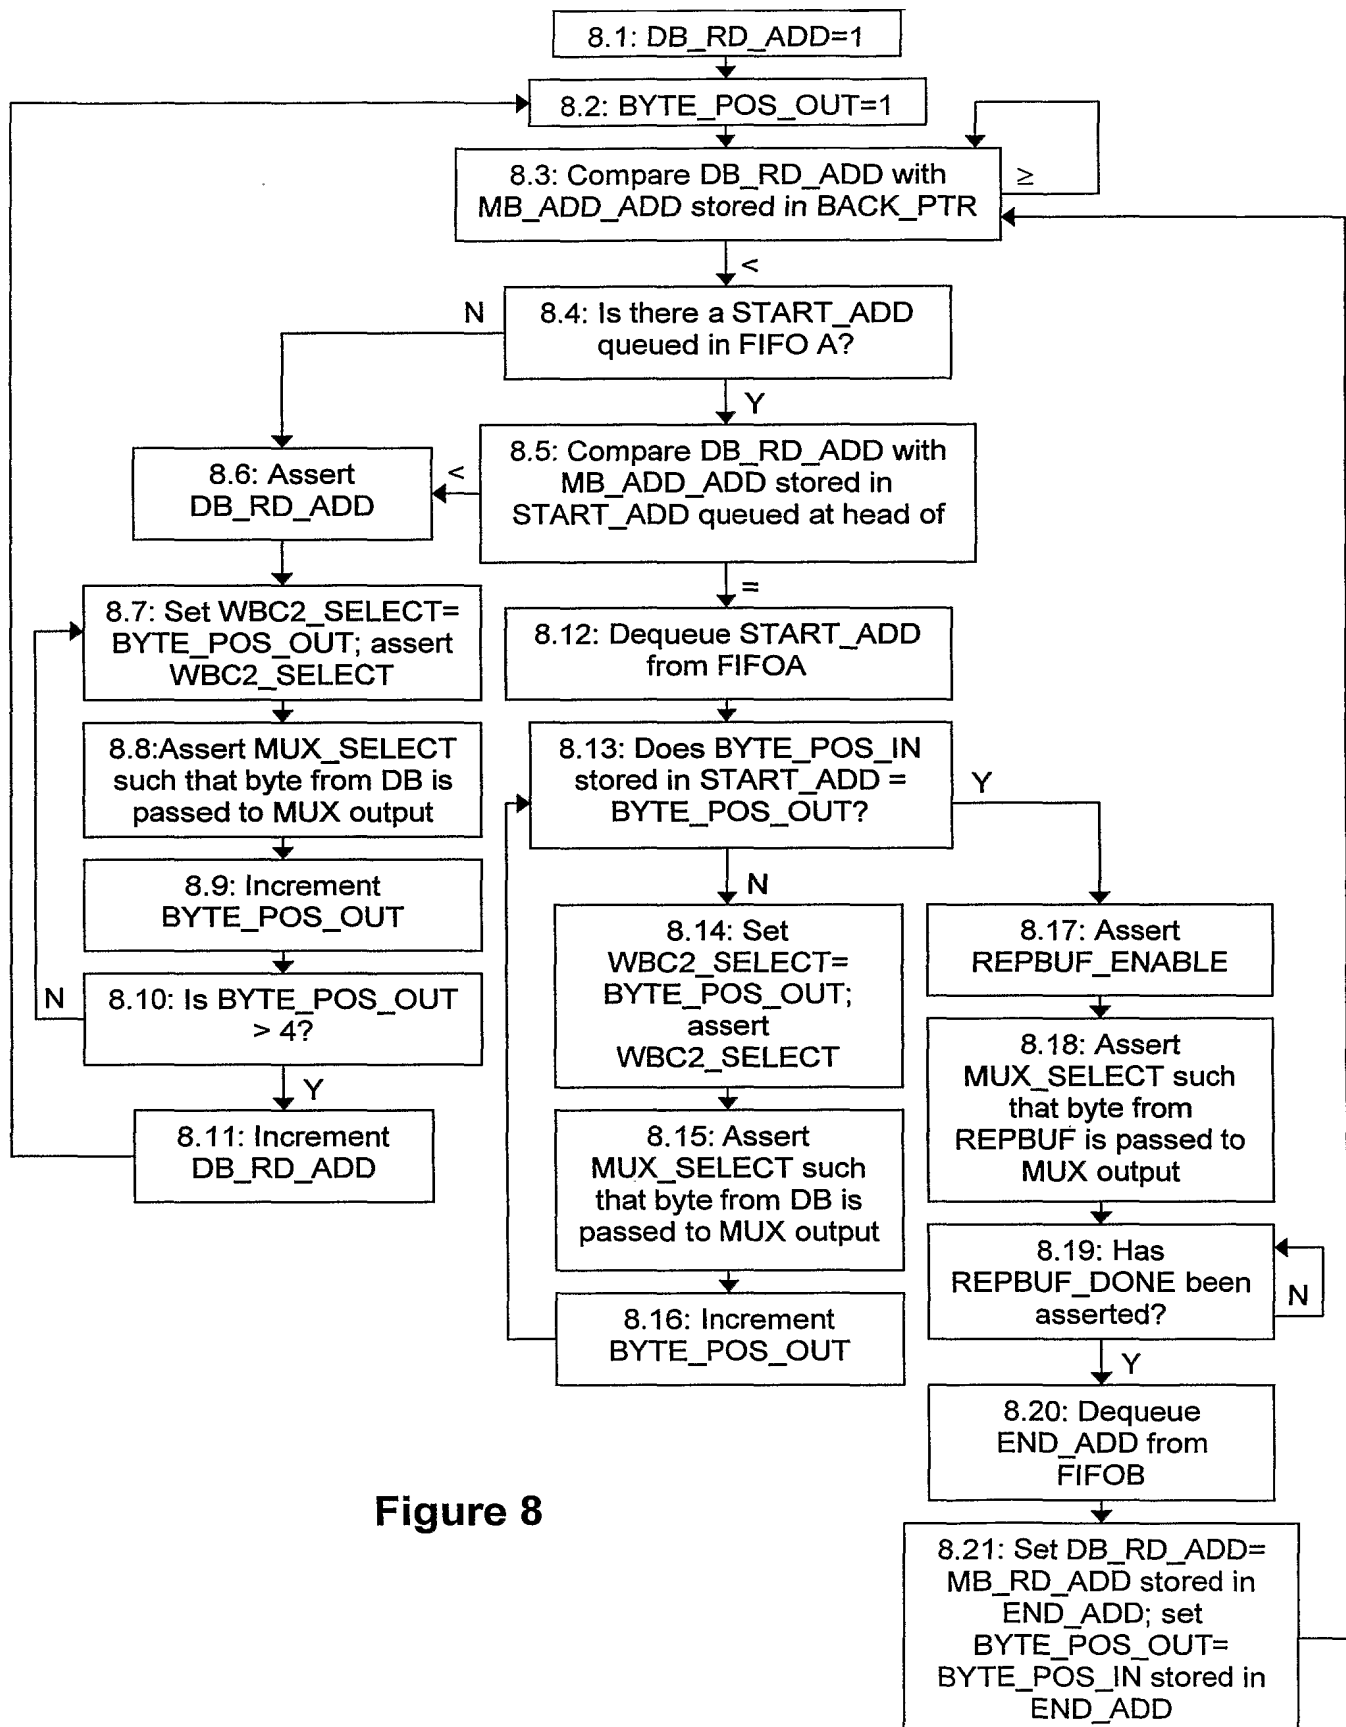 8.1: DB_RD_ADD=1
8.2: BYTE_POS_OUT=1
8.3: Compare DB_RD_ADD with
MB_ADD_ADD stored in BACK_PTR
≥
<
8.4: Is there a START_ADD
queued in FIFO A?
N
Y
8.5: Compare DB_RD_ADD with
MB_ADD_ADD stored in
START_ADD queued at head of
<
=
8.6: Assert
DB_RD_ADD
8.7: Set WBC2_SELECT=
BYTE_POS_OUT; assert
WBC2_SELECT
8.8:Assert MUX_SELECT
such that byte from DB is
passed to MUX output
8.9: Increment
BYTE_POS_OUT
8.10: Is BYTE_POS_OUT
> 4?
N
Y
8.11: Increment
DB_RD_ADD
8.12: Dequeue START_ADD
from FIFOA
8.13: Does BYTE_POS_IN
stored in START_ADD =
BYTE_POS_OUT?
Y
N
8.14: Set
WBC2_SELECT=
BYTE_POS_OUT;
assert
WBC2_SELECT
8.15: Assert
MUX_SELECT such
that byte from DB is
passed to MUX output
8.16: Increment
BYTE_POS_OUT
8.17: Assert
REPBUF_ENABLE
8.18: Assert
MUX_SELECT such
that byte from
REPBUF is passed to
MUX output
8.19: Has
REPBUF_DONE been
asserted?
N
Y
8.20: Dequeue
END_ADD from
FIFOB
8.21: Set DB_RD_ADD=
MB_RD_ADD stored in
END_ADD; set
BYTE_POS_OUT=
BYTE_POS_IN stored in
END_ADD
Figure 8